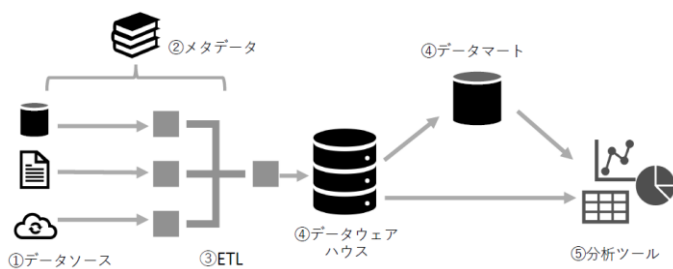 ②メタデータ
④データマート
①データソース
③ETL
④データウェア
ハウス
⑤分析ツール